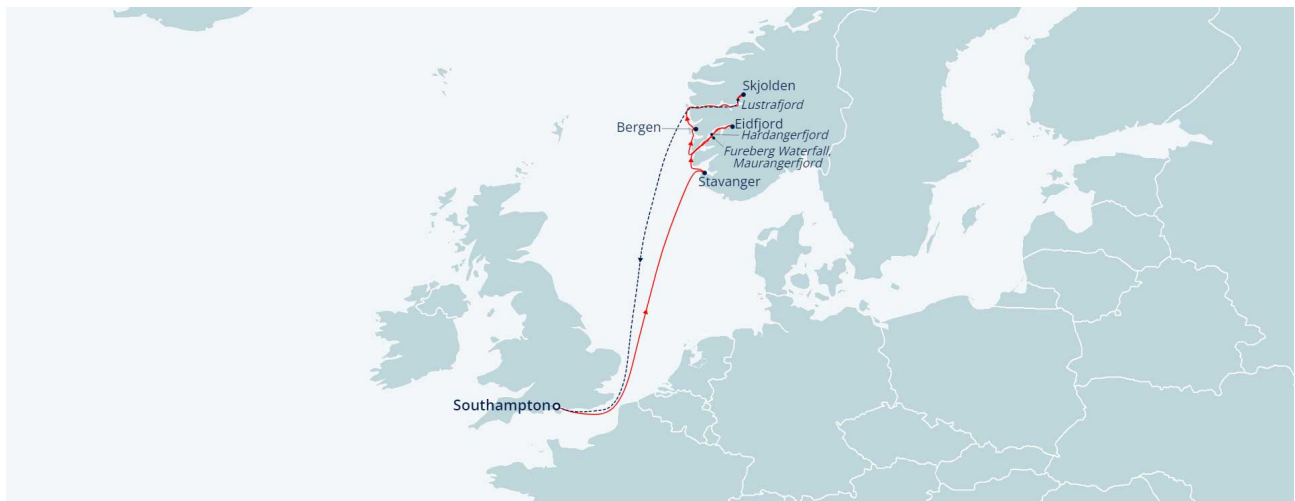 Skjolden
Lustrafjord
Bergen
Eidfjord
Hardangerfjord
Fureberg Waterfall,
Maurangerfjord
Stavanger
Southampton